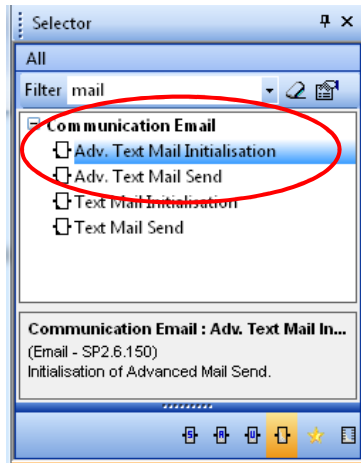 Selector
All
Filter mail
Communication Email
Adv. Text Mail Initialisation
Adv. Text Mail Send
Text Mail Initialisation
Text Mail Send
Communication Email : Adv. Text Mail In...
(Email - SP2.6.150)
Initialisation of Advanced Mail Send.
S R U